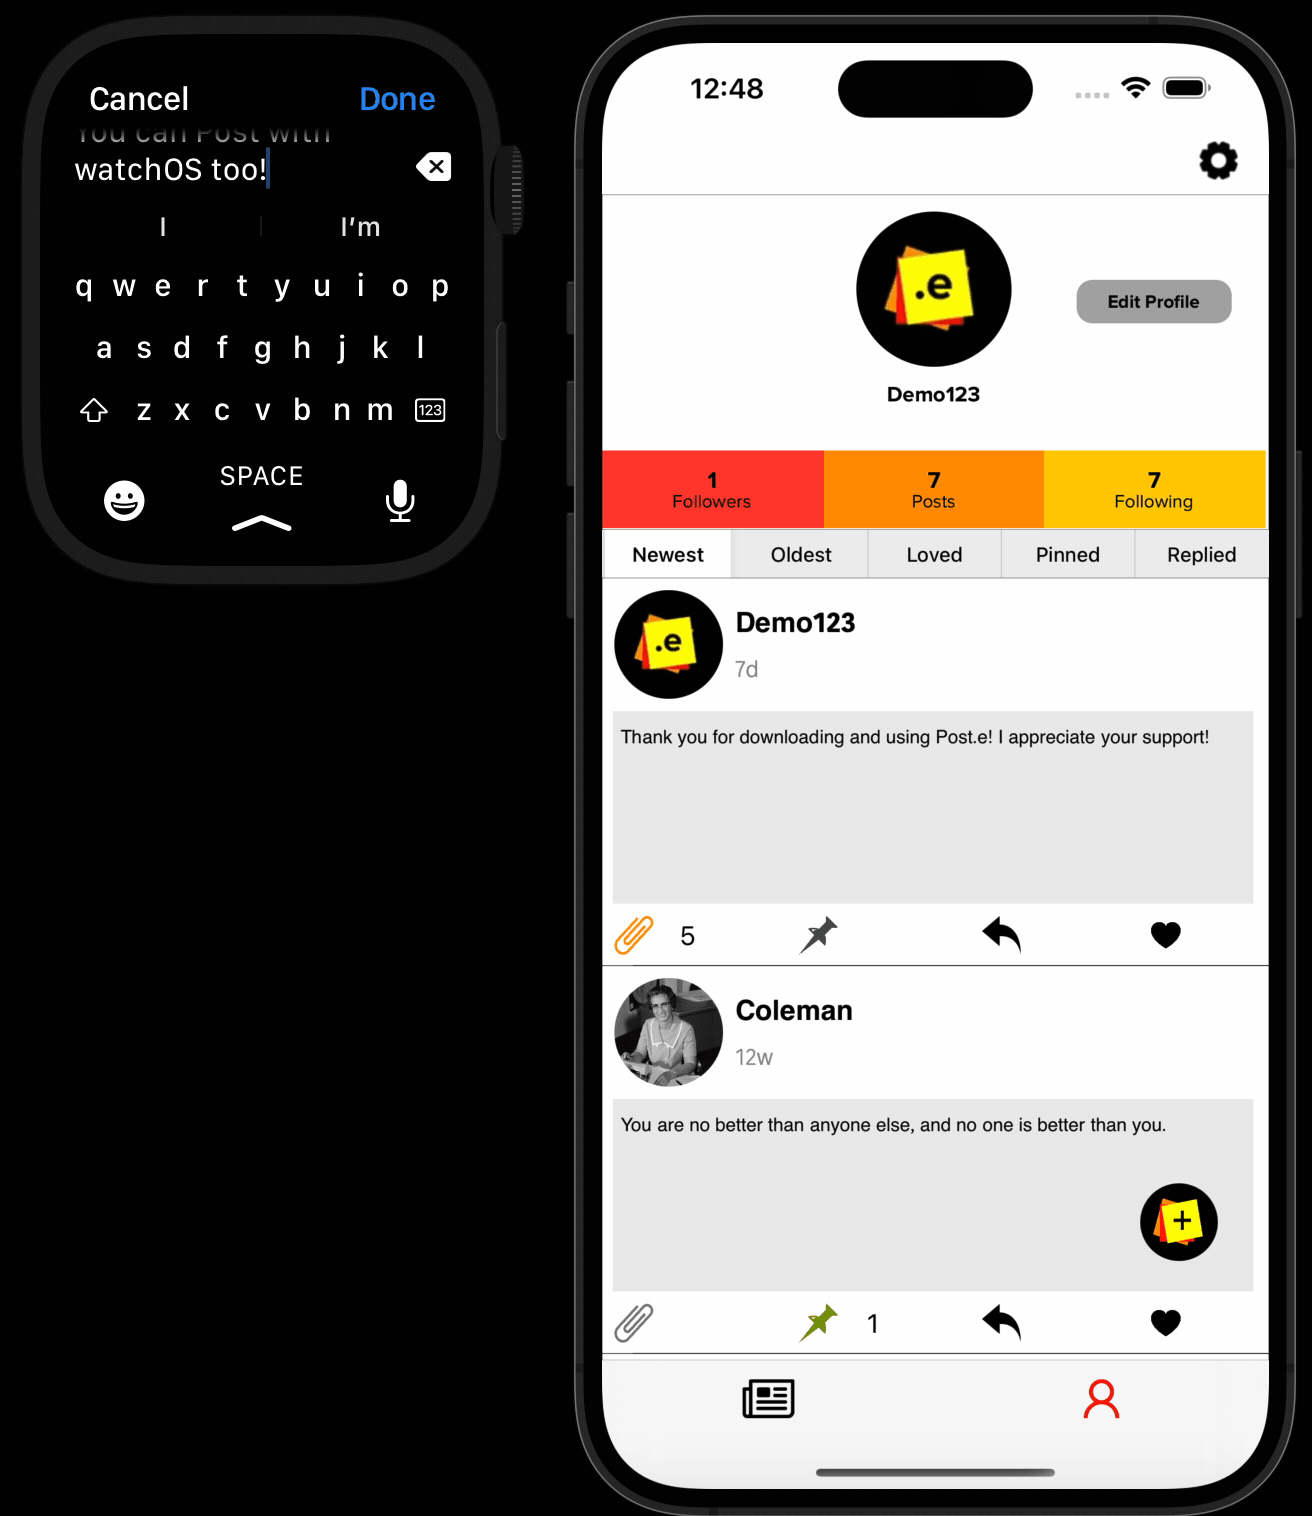 Cancel Done
You can Post with
watchOS too!
I I'm
q w e r t y u i o p
a s d f g h j k l
z x c v b n m 123
SPACE
12:48
.e
Edit Profile
Demo123
1 7 7
Followers Posts Following
Newest Oldest Loved Pinned Replied
.e
Demo123
7d
Thank you for downloading and using Post.e! I appreciate your support!
5
Coleman
12w
You are no better than anyone else, and no one is better than you.
+
1